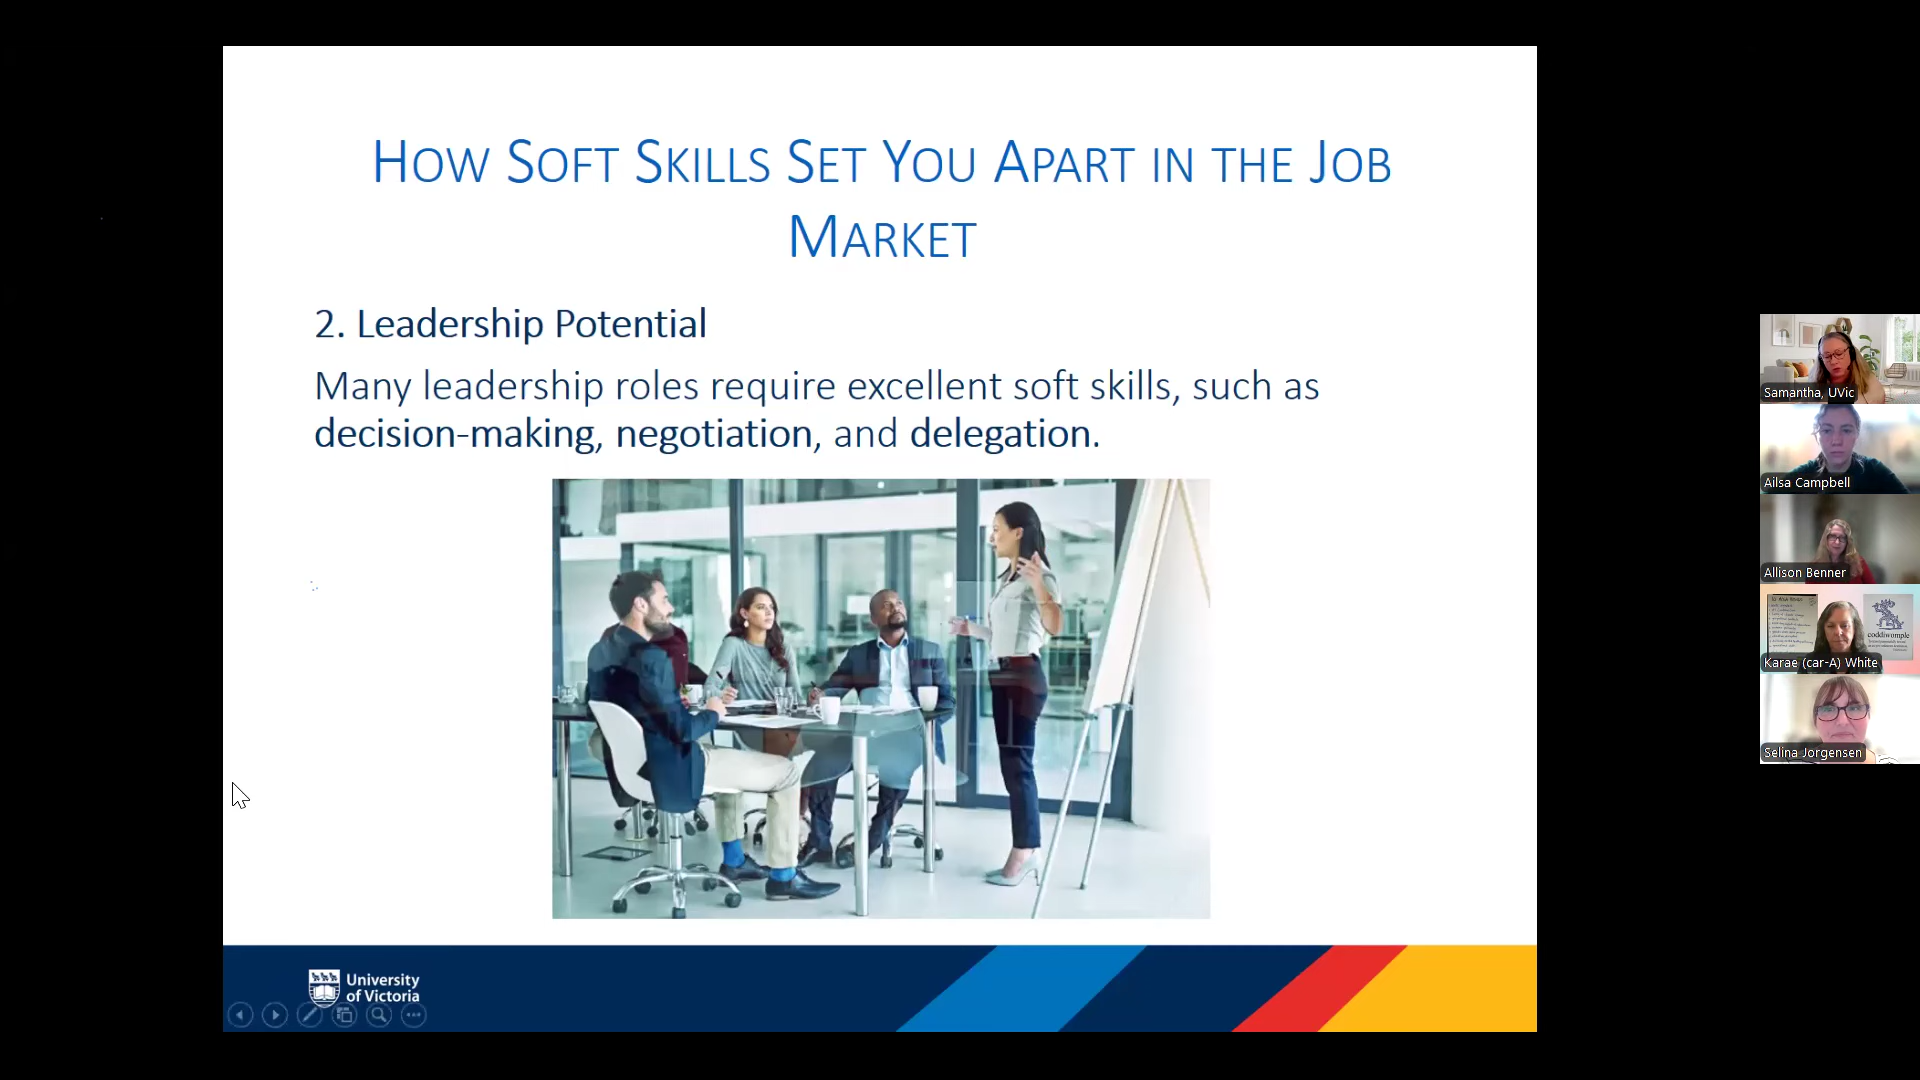 How Soft Skills Set You Apart in the Job
Market
2. Leadership Potential
Many leadership roles require excellent soft skills, such as
decision-making, negotiation, and delegation.
University
of Victoria
Samantha, UVic
Ailsa Campbell
Allison Benner
coddiwomple
Karae (car-A) White
Selina Jorgensen